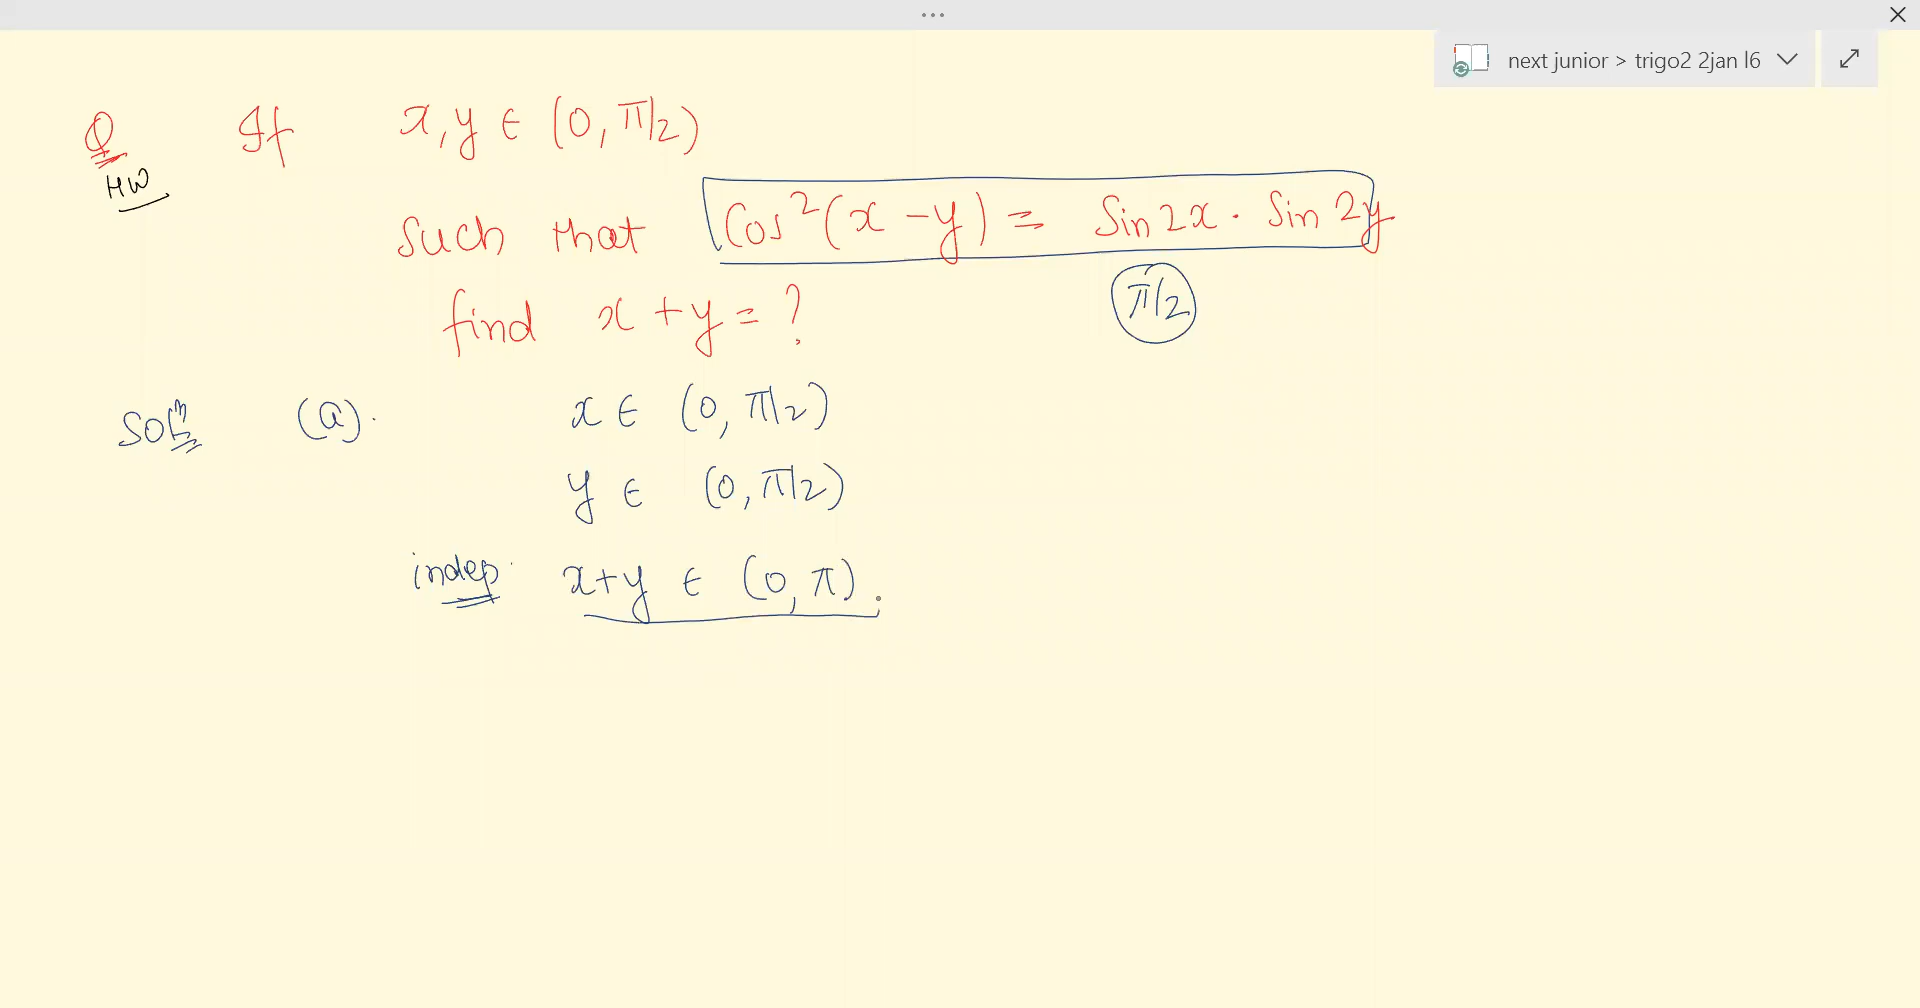 next junior > trigo2 2jan l6
Q If x, y ∈ (0, π/2)
HW
Such that Cos²(x - y) = Sin 2x · Sin 2y
π/2
find x + y = ?
Solⁿ (a). x ∈ (0, π/2)
y ∈ (0, π/2)
indep. x+y ∈ (0, π).